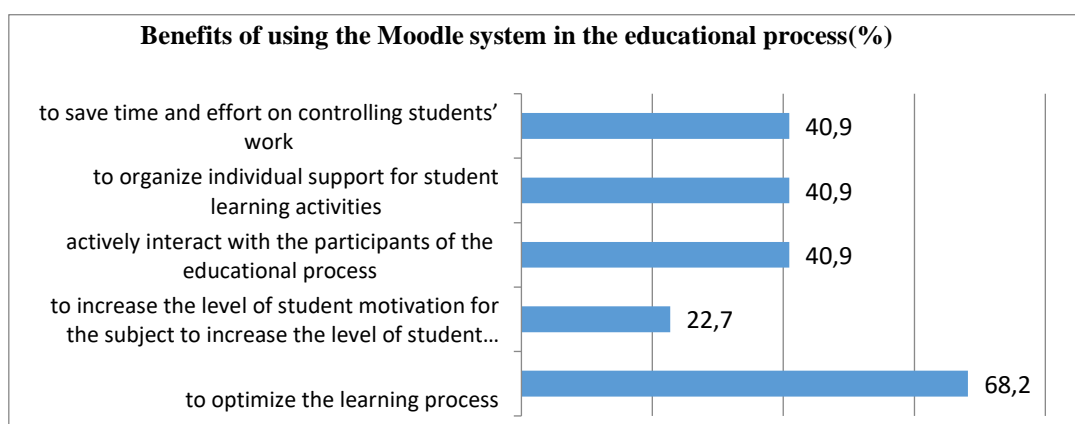 Benefits of using the Moodle system in the educational process(%)
to save time and effort on controlling students’
work
40,9
to organize individual support for student
learning activities
40,9
actively interact with the participants of the
educational process
40,9
to increase the level of student motivation for
the subject to increase the level of student…
22,7
to optimize the learning process
68,2